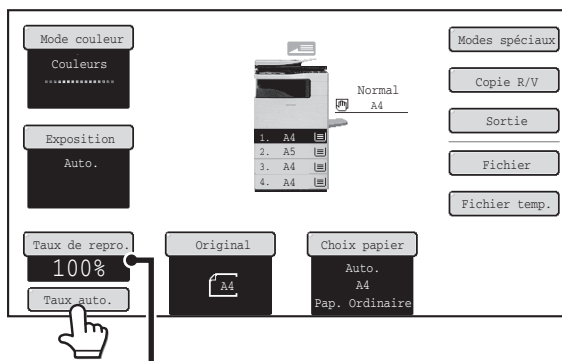 Mode couleur
Couleurs
Exposition
Auto.
Taux de repro.
100%
Taux auto.
Original
A4
Choix papier
Auto.
A4
Pap. Ordinaire
Normal
A4
1. A4
2. A5
3. A4
4. A4
Modes spéciaux
Copie R/V
Sortie
Fichier
Fichier temp.